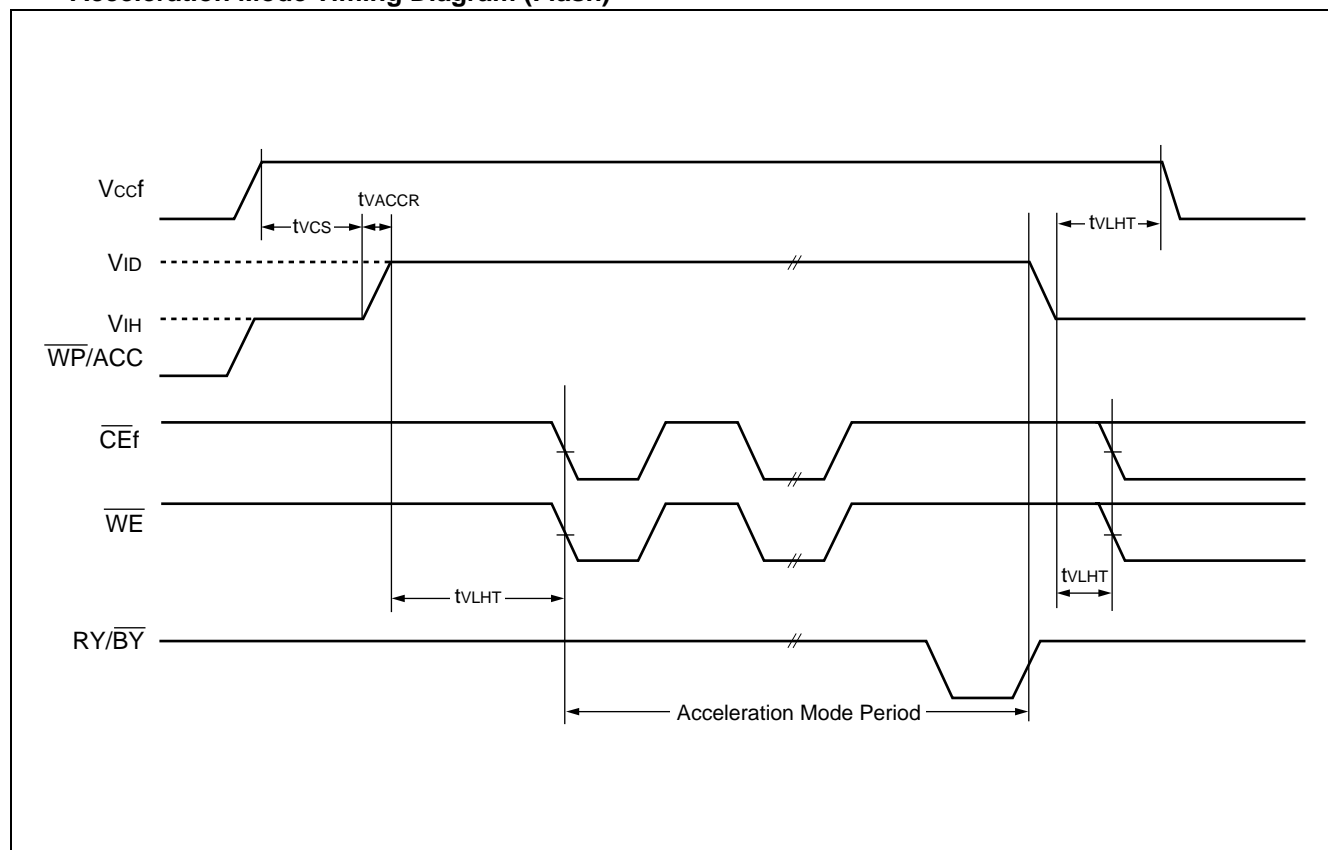 Acceleration Mode Timing Diagram (Flash)
VCCf
tVACCR
tVCS
tVLHT
VID
VIH
WP/ACC
CEf
WE
tVLHT
tVLHT
RY/BY
Acceleration Mode Period